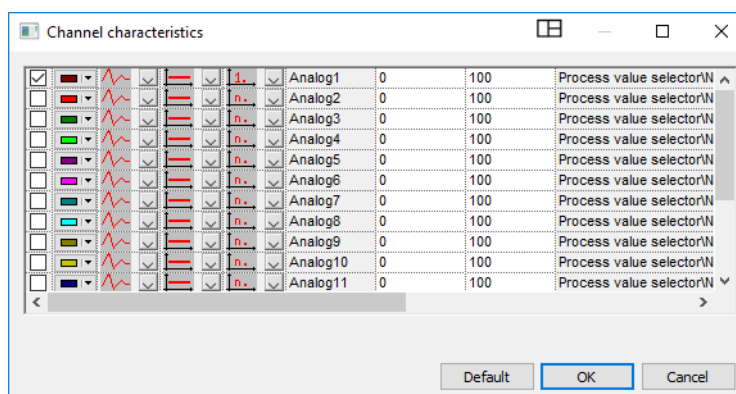 Channel characteristics
1. Analog1 0 100 Process value selector\N
n. Analog2 0 100 Process value selector\N
n. Analog3 0 100 Process value selector\N
n. Analog4 0 100 Process value selector\N
n. Analog5 0 100 Process value selector\N
n. Analog6 0 100 Process value selector\N
n. Analog7 0 100 Process value selector\N
n. Analog8 0 100 Process value selector\N
n. Analog9 0 100 Process value selector\N
n. Analog10 0 100 Process value selector\N
n. Analog11 0 100 Process value selector\N
Default OK Cancel